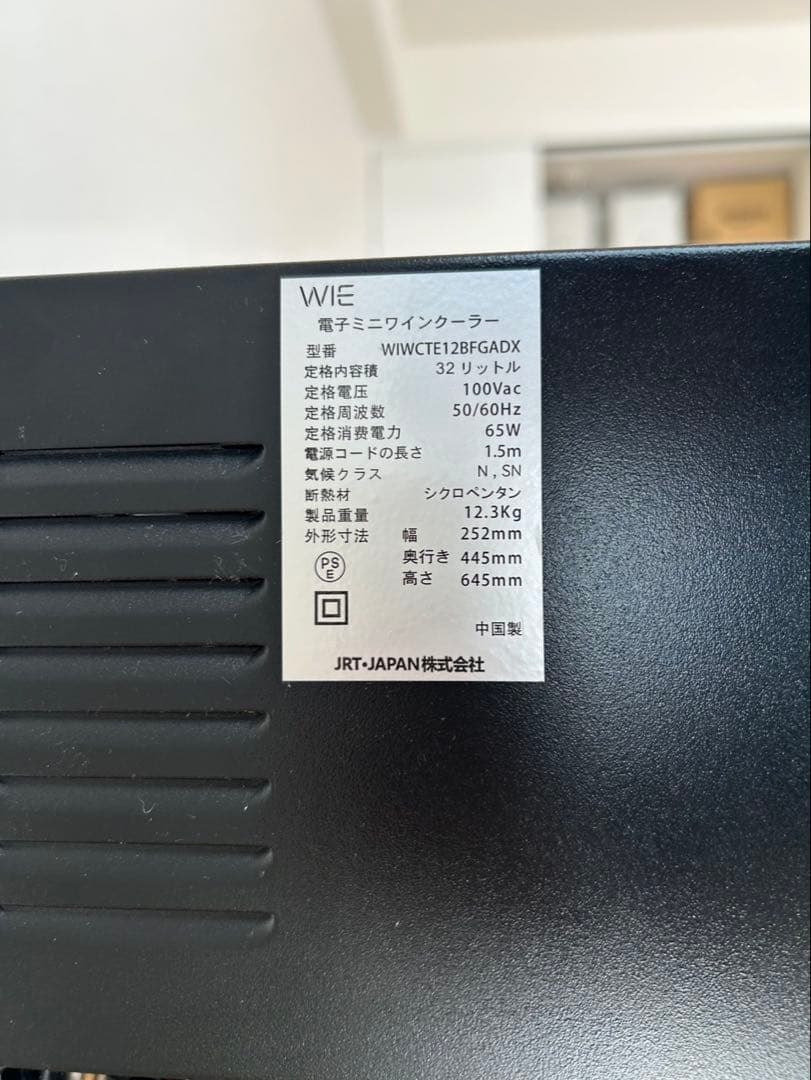 WIE
電子ミニワインクーラー
型番 WIWCTE12BFGADX
定格内容積 32リットル
定格電圧 100Vac
定格周波数 50/60Hz
定格消費電力 65W
電源コードの長さ 1.5m
気候クラス N , SN
断熱材 シクロペンタン
製品重量 12.3Kg
外形寸法 幅 252mm
奥行き 445mm
高さ 645mm
PS
E
中国製
JRT・JAPAN株式会社